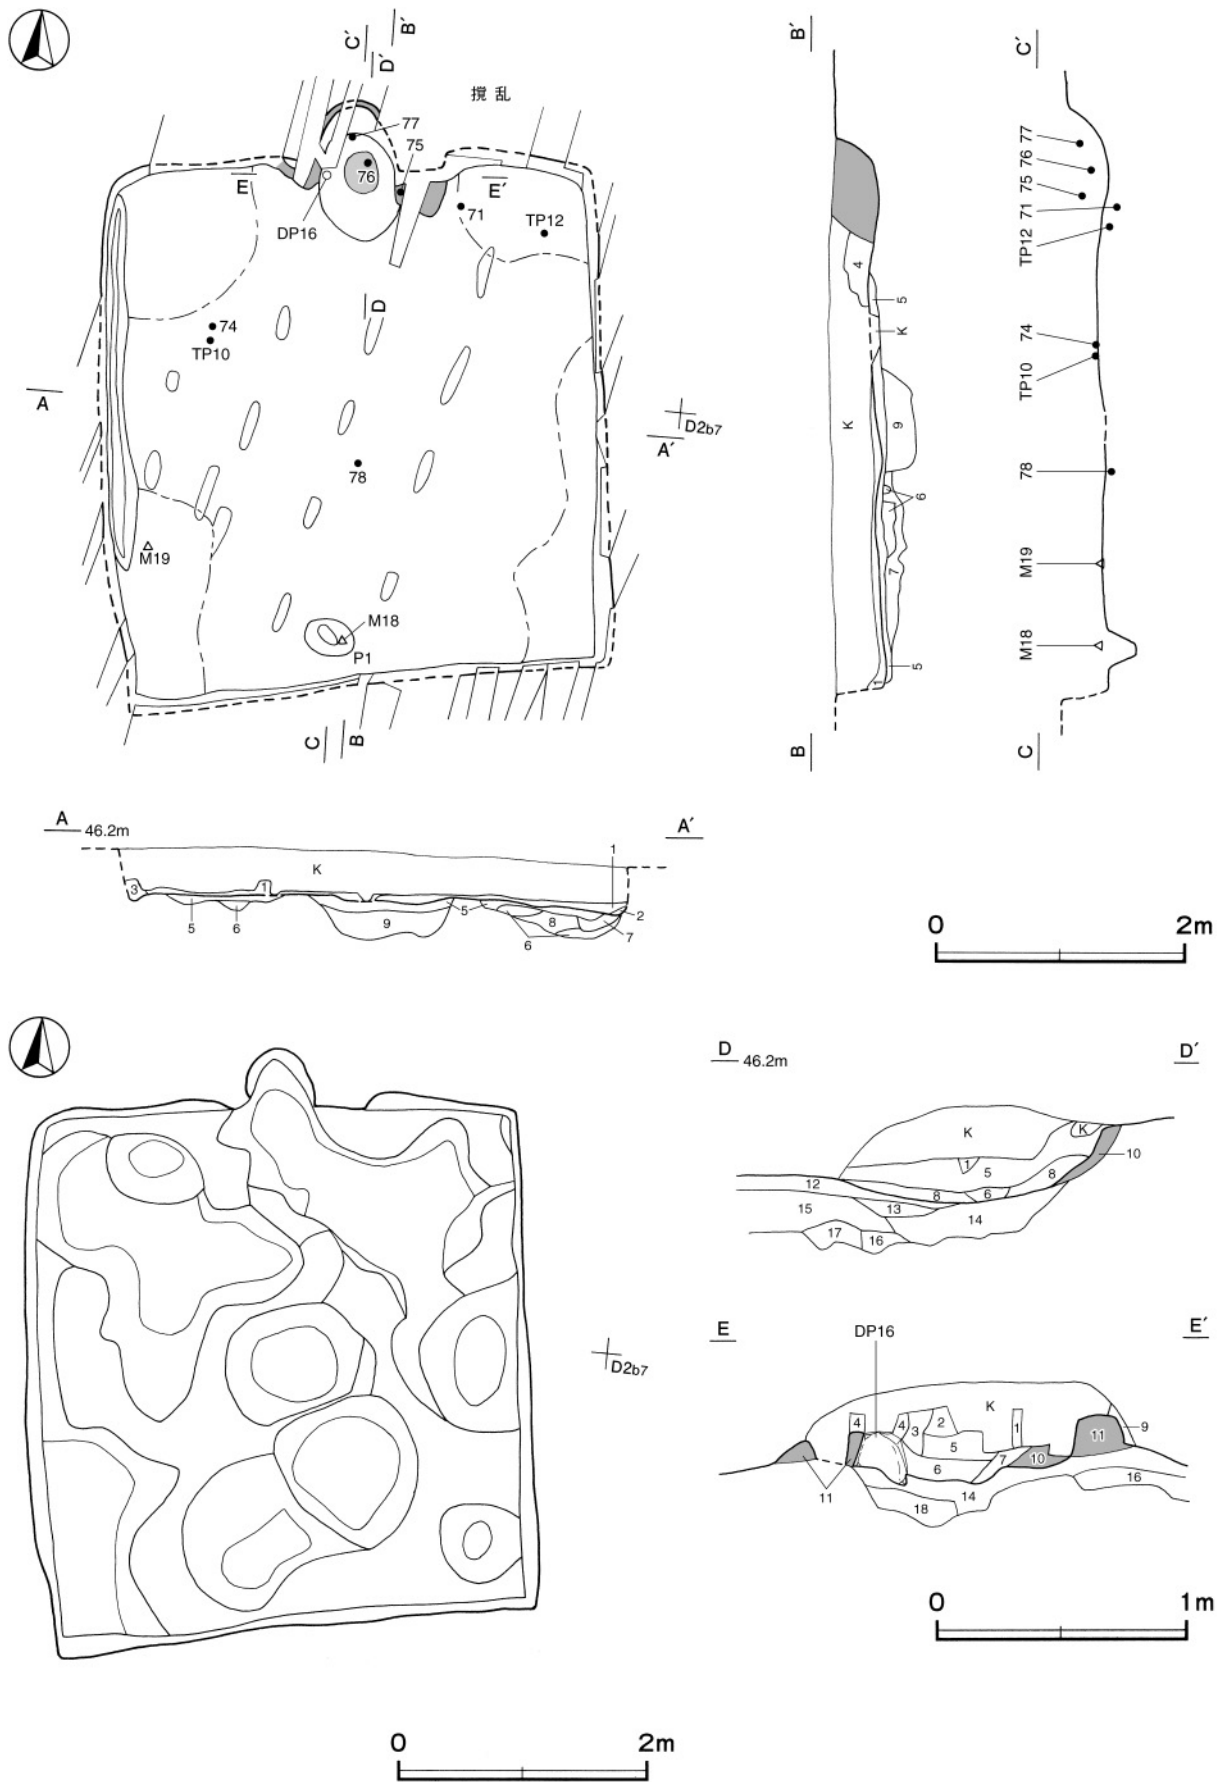 B´
C´
D´
撹 乱
77
75
E
76
E´
71
TP12
DP16
D
74
TP10
A
D2b7
A´
78
M19
M18
P1
C
B
B´
4
5
K
K
9
6
7
1
5
B
C´
77
76
75
71
TP12
74
TP10
78
M19
M18
C
A
46.2m
A´
K
1
3
1
5
6
9
5
8
6
7
2
0
2m
D
46.2m
D´
K
K
10
1
5
8
12
8
6
13
15
14
17
16
D2b7
E
DP16
E´
K
4
4
3
2
1
9
5
11
7
10
6
11
14
16
18
0
1m
0
2m